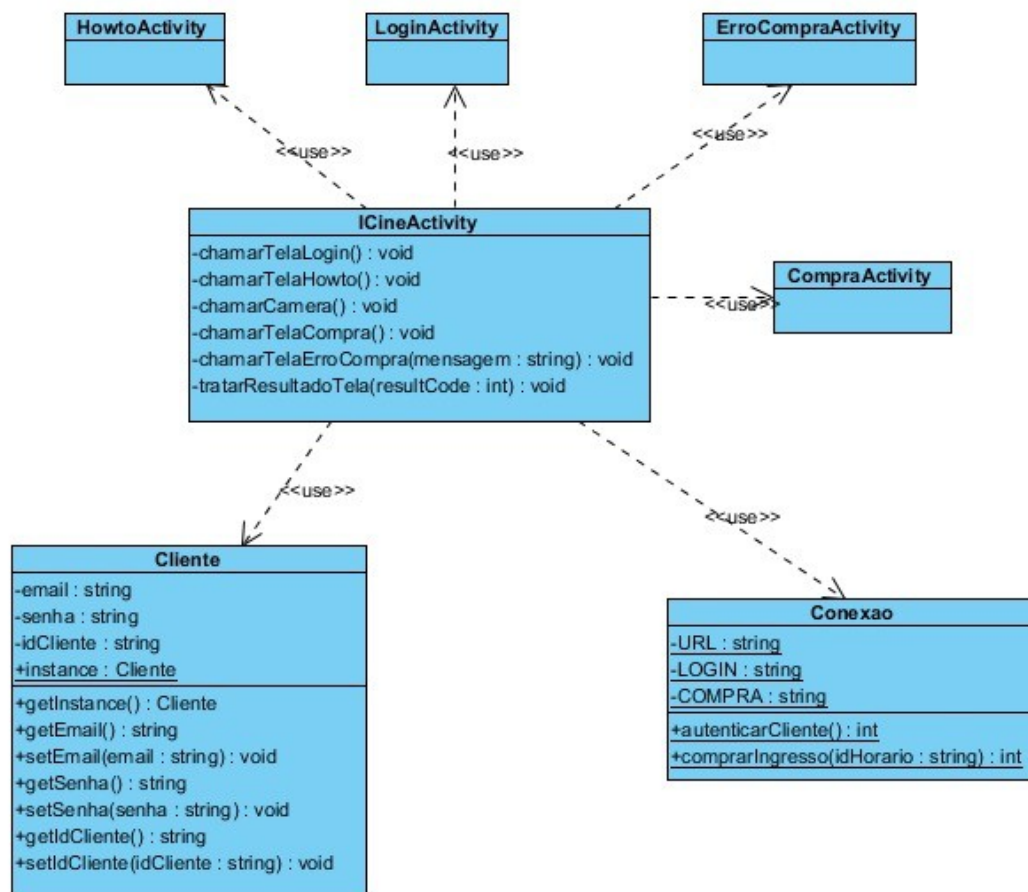 HowtoActivity
LoginActivity
ErroCompraActivity
<<use>>
<<use>>
<<use>>
ICineActivity
-chamarTelaLogin() : void
-chamarTelaHowto() : void
-chamarCamera() : void
-chamarTelaCompra() : void
-chamarTelaErroCompra(mensagem : string) : void
-tratarResultadoTela(resultCode : int) : void
CompraActivity
<<use>>
<<use>>
<<use>>
Cliente
-email : string
-senha : string
-idCliente : string
+instance : Cliente
+getInstance() : Cliente
+getEmail() : string
+setEmail(email : string) : void
+getSenha() : string
+setSenha(senha : string) : void
+getIdCliente() : string
+setIdCliente(idCliente : string) : void
Conexao
-URL : string
-LOGIN : string
-COMPRA : string
+autenticarCliente() : int
+comprarIngresso(idHorario : string) : int